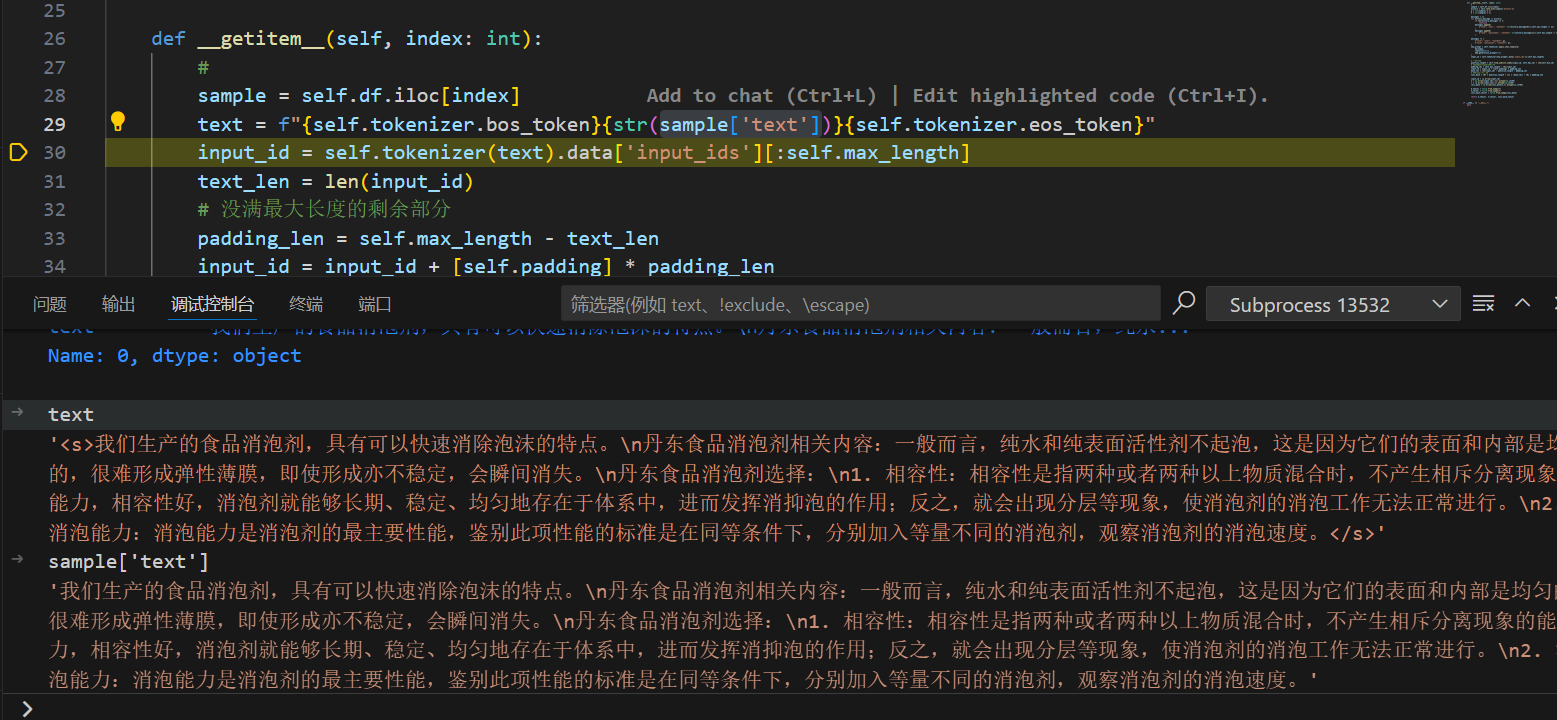 25
26 def __getitem__(self, index: int):
27 #
28 sample = self.df.iloc[index] Add to chat (Ctrl+L) | Edit highlighted code (Ctrl+I).
29 text = f"{self.tokenizer.bos_token}{str(sample['text'])}{self.tokenizer.eos_token}"
30 input_id = self.tokenizer(text).data['input_ids'][:self.max_length]
31 text_len = len(input_id)
32 # 没满最大长度的剩余部分
33 padding_len = self.max_length - text_len
34 input_id = input_id + [self.padding] * padding_len
问题 输出 调试控制台 终端 端口 筛选器(例如 text、!exclude、\escape) Subprocess 13532
Name: 0, dtype: object
text
'<s>我们生产的食品消泡剂，具有可以快速消除泡沫的特点。\n丹东食品消泡剂相关内容：一般而言，纯水和纯表面活性剂不起泡，这是因为它们的表面和内部是均
的，很难形成弹性薄膜，即使形成亦不稳定，会瞬间消失。\n丹东食品消泡剂选择：\n1. 相容性：相容性是指两种或者两种以上物质混合时，不产生相斥分离现象
能力，相容性好，消泡剂就能够长期、稳定、均匀地存在于体系中，进而发挥消抑泡的作用；反之，就会出现分层等现象，使消泡剂的消泡工作无法正常进行。\n2
消泡能力：消泡能力是消泡剂的最主要性能，鉴别此项性能的标准是在同等条件下，分别加入等量不同的消泡剂，观察消泡剂的消泡速度。</s>'
sample['text']
'我们生产的食品消泡剂，具有可以快速消除泡沫的特点。\n丹东食品消泡剂相关内容：一般而言，纯水和纯表面活性剂不起泡，这是因为它们的表面和内部是均匀
很难形成弹性薄膜，即使形成亦不稳定，会瞬间消失。\n丹东食品消泡剂选择：\n1. 相容性：相容性是指两种或者两种以上物质混合时，不产生相斥分离现象的能
力，相容性好，消泡剂就能够长期、稳定、均匀地存在于体系中，进而发挥消抑泡的作用；反之，就会出现分层等现象，使消泡剂的消泡工作无法正常进行。\n2.
泡能力：消泡能力是消泡剂的最主要性能，鉴别此项性能的标准是在同等条件下，分别加入等量不同的消泡剂，观察消泡剂的消泡速度。'